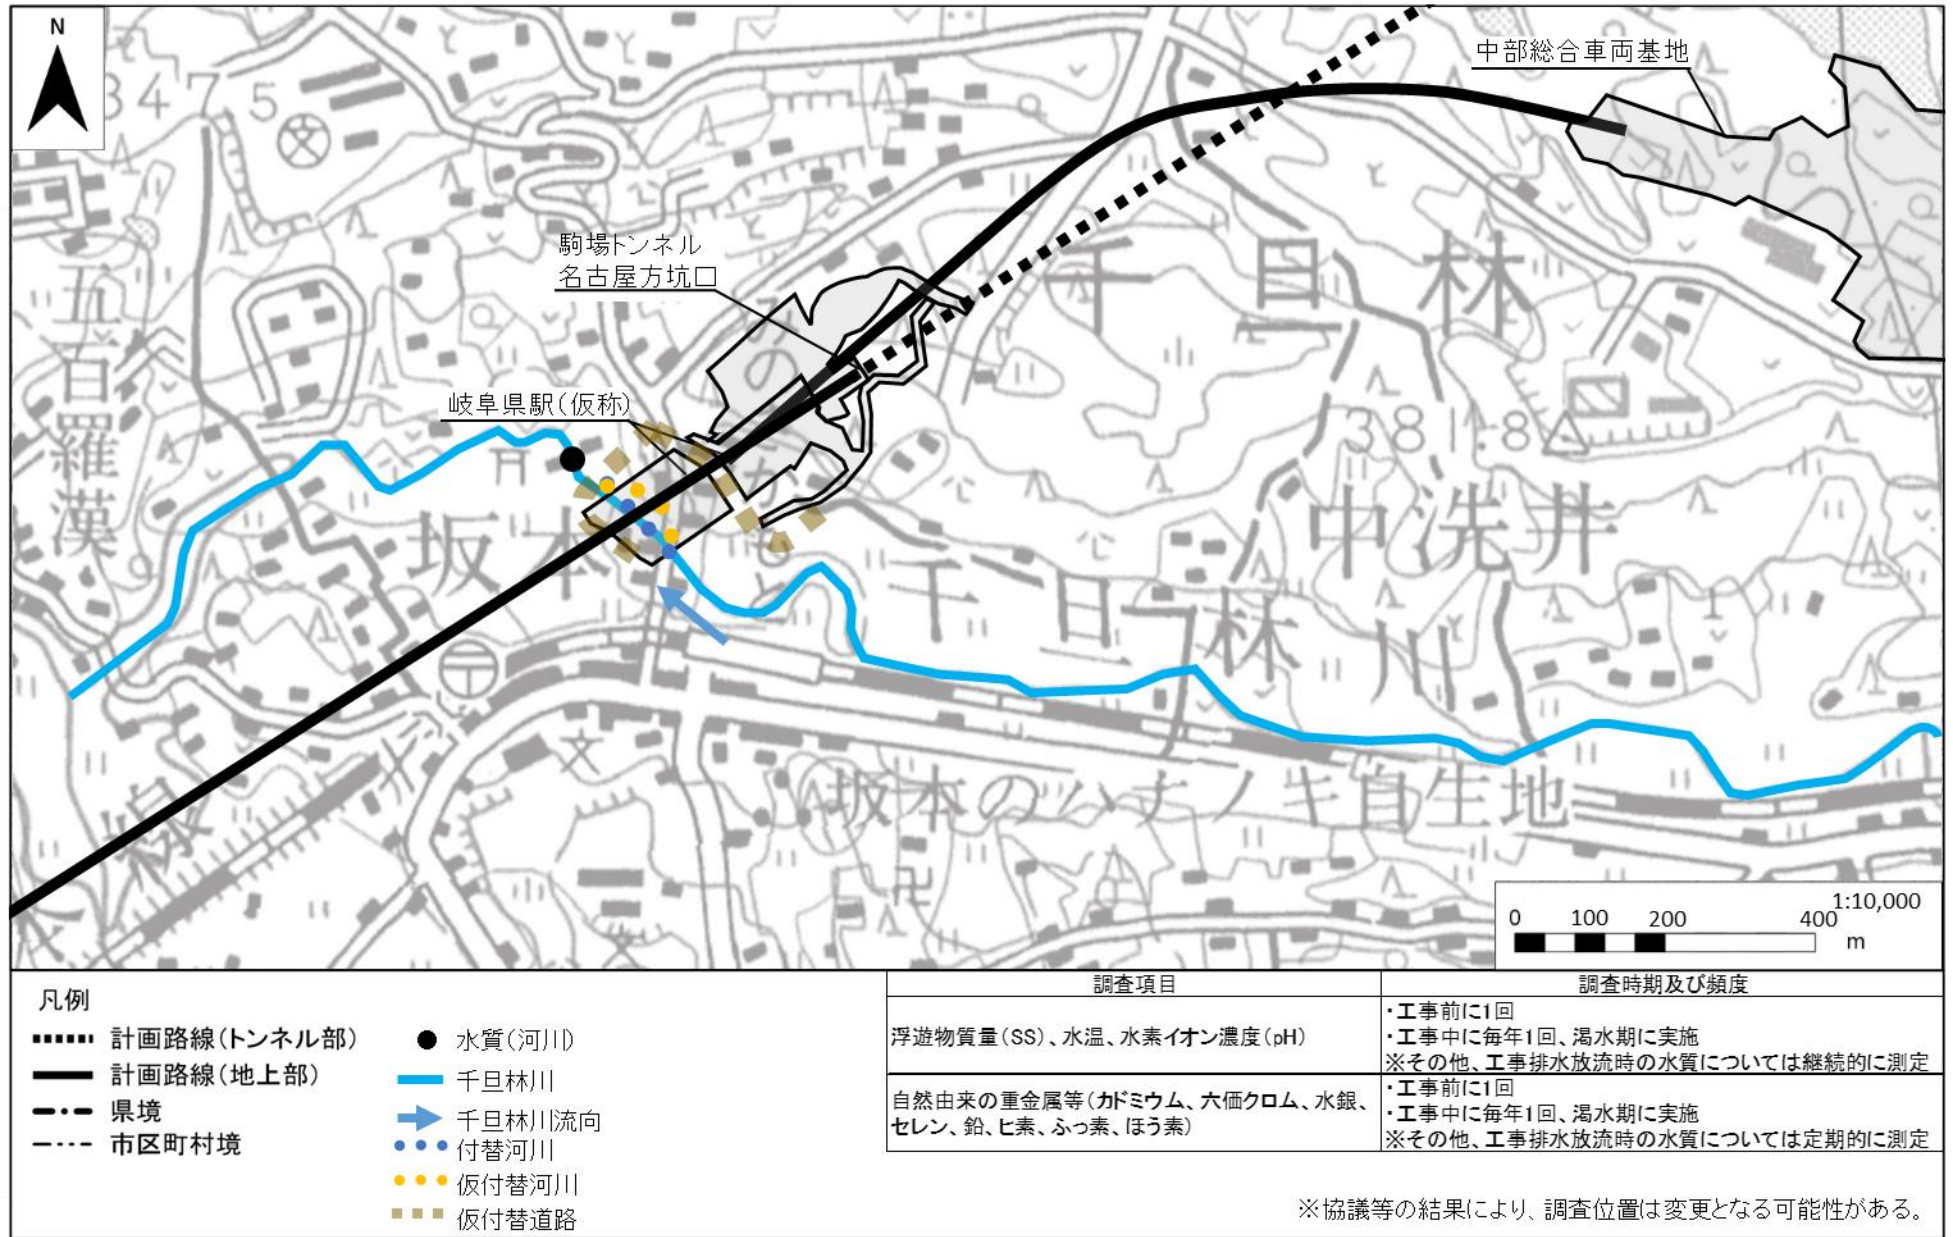 N
347.5
中部総合車両基地
駒場トンネル
名古屋方坑口
千旦林
五百羅漢
岐阜県駅(仮称)
381.8
坂本
中洗井
千旦林川
坂本のハナノキ自生地
線
1:10,000
0 100 200 400
m
凡例
計画路線(トンネル部)
計画路線(地上部)
県境
市区町村境
水質(河川)
千旦林川
千旦林川流向
付替河川
仮付替河川
仮付替道路
調査項目
調査時期及び頻度
浮遊物質量(SS)、水温、水素イオン濃度(pH)
・工事前に1回
・工事中に毎年1回、渇水期に実施
※その他、工事排水放流時の水質については継続的に測定
自然由来の重金属等(カドミウム、六価クロム、水銀、
セレン、鉛、ヒ素、ふっ素、ほう素)
・工事前に1回
・工事中に毎年1回、渇水期に実施
※その他、工事排水放流時の水質については定期的に測定
※協議等の結果により、調査位置は変更となる可能性がある。